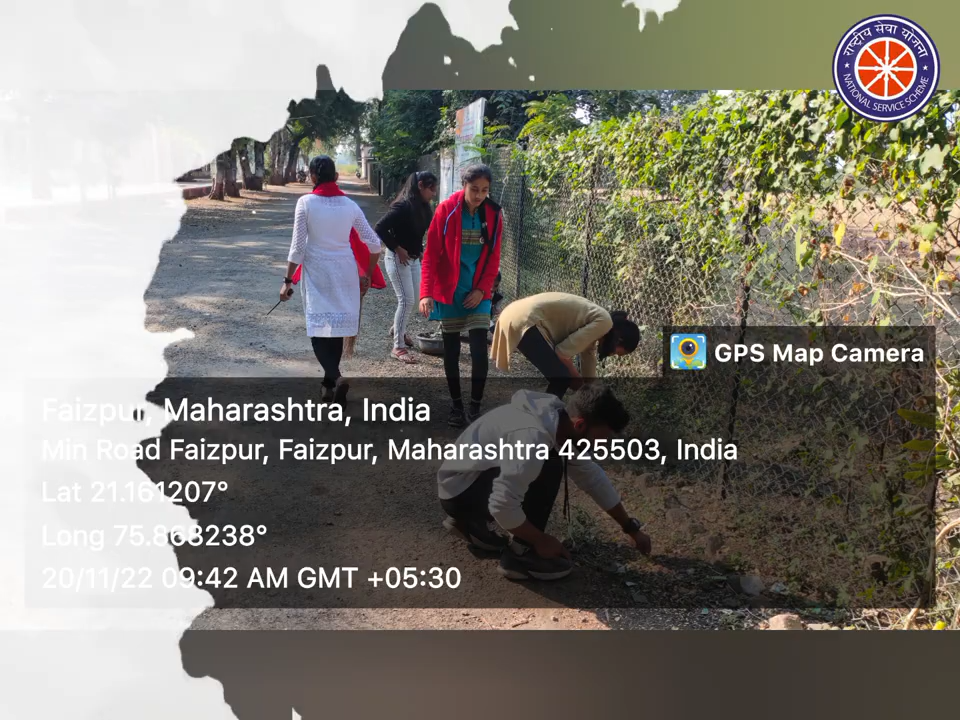 राष्ट्रीय सेवा योजना
NATIONAL SERVICE SCHEME
GPS Map Camera
Faizpur, Maharashtra, India
Min Road Faizpur, Faizpur, Maharashtra 425503, India
Lat 21.161207°
Long 75.868238°
20/11/22 09:42 AM GMT +05:30